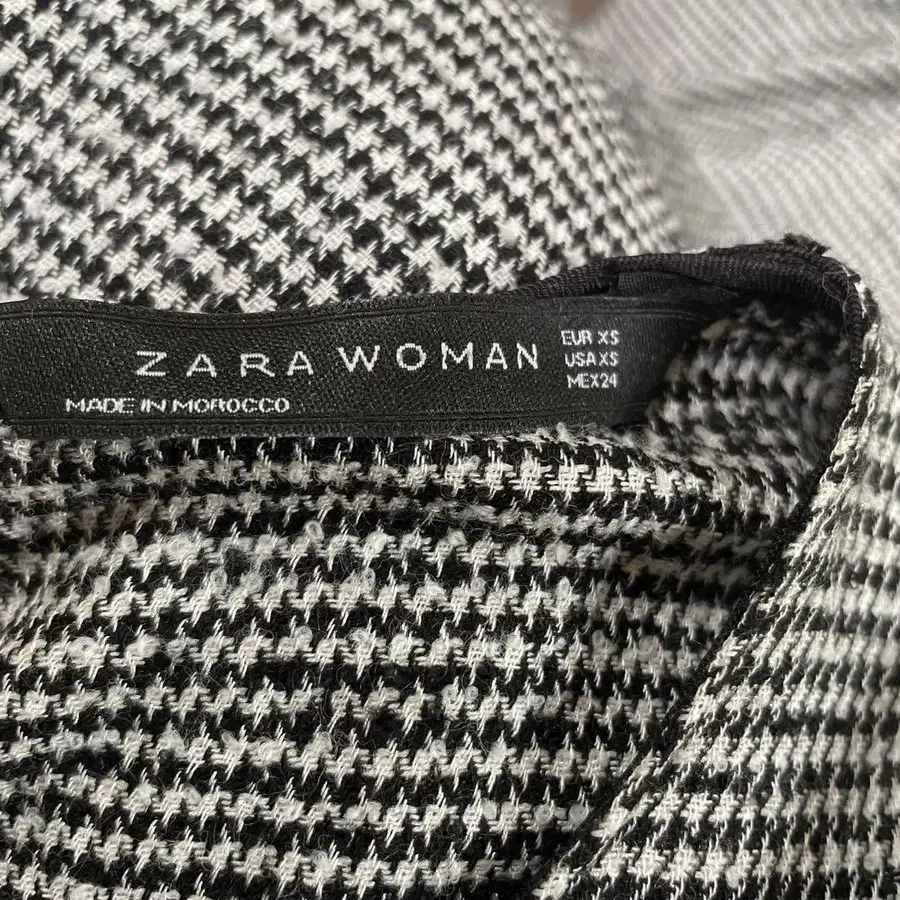 ZARA WOMAN
EUR XS
USA XS
MEX 24
MADE IN MOROCCO